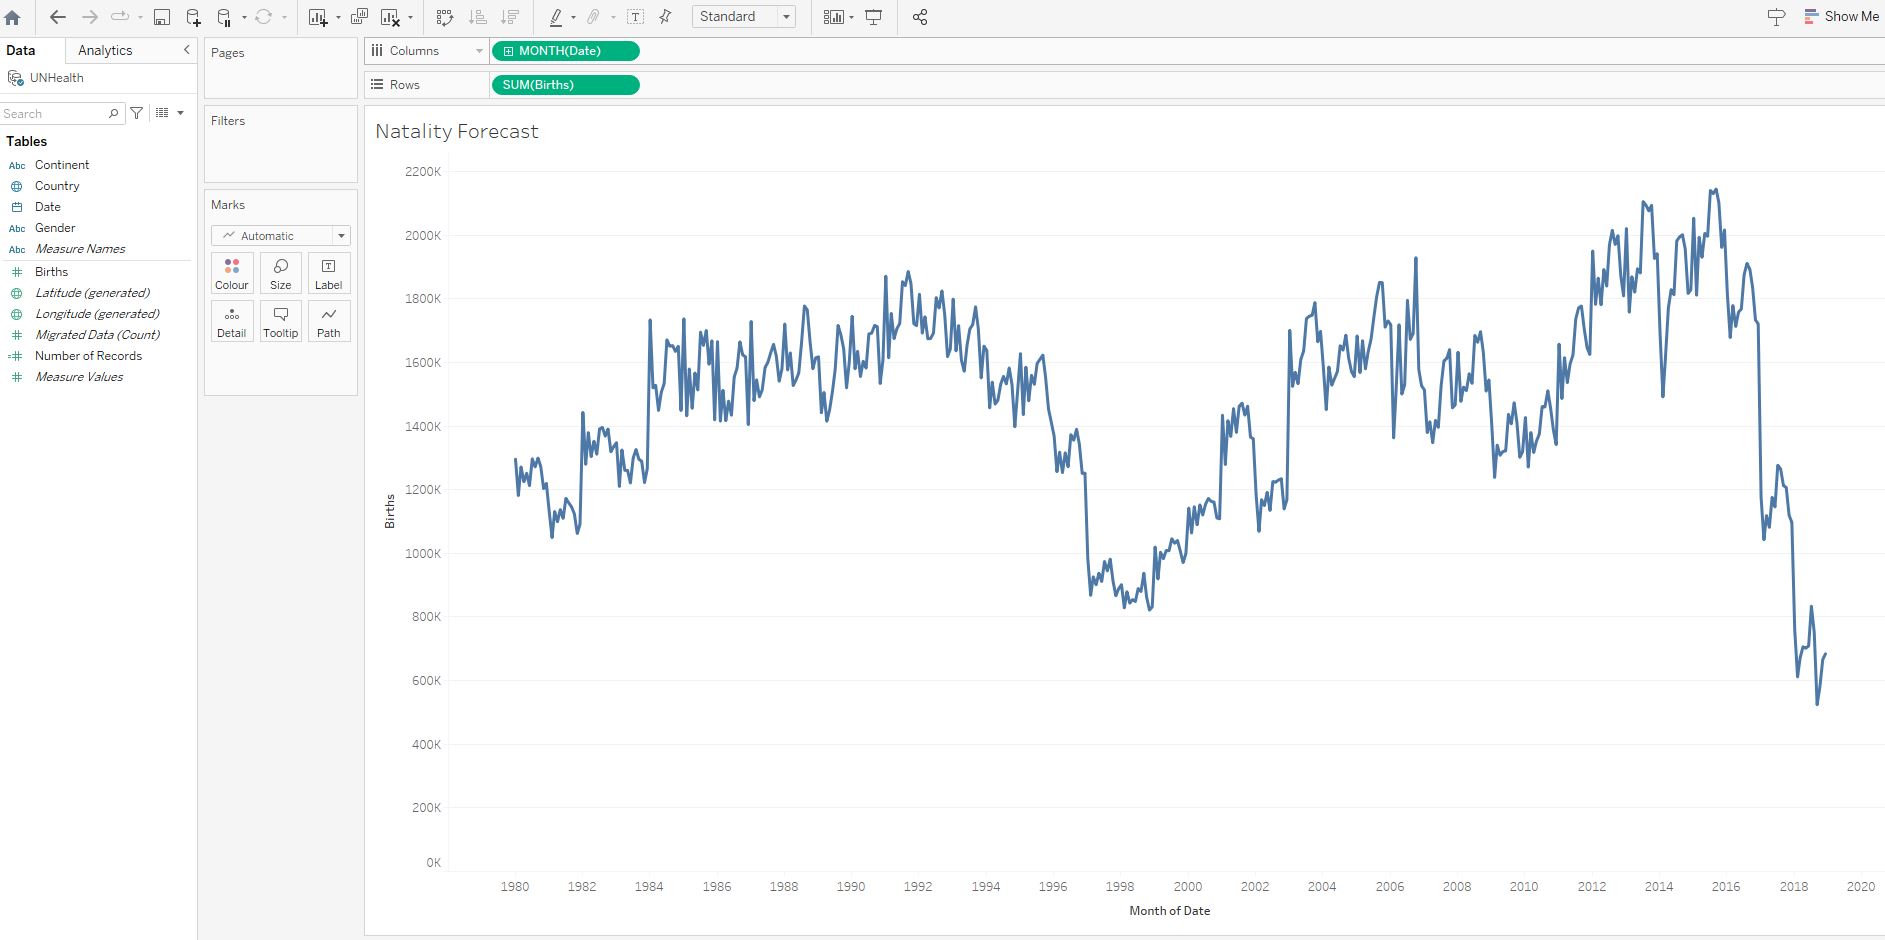 Standard
Show Me
Data
Analytics
UNHealth
Search
Tables
Abc Continent
Country
Date
Abc Gender
Abc Measure Names
# Births
Latitude (generated)
Longitude (generated)
# Migrated Data (Count)
=# Number of Records
# Measure Values
Pages
Filters
Marks
Automatic
Colour
Size
T
Label
Detail
Tooltip
Path
Columns
MONTH(Date)
Rows
SUM(Births)
Natality Forecast
2200K
2000K
1800K
1600K
1400K
1200K
1000K
800K
600K
400K
200K
0K
Births
1980 1982 1984 1986 1988 1990 1992 1994 1996 1998 2000 2002 2004 2006 2008 2010 2012 2014 2016 2018 2020
Month of Date